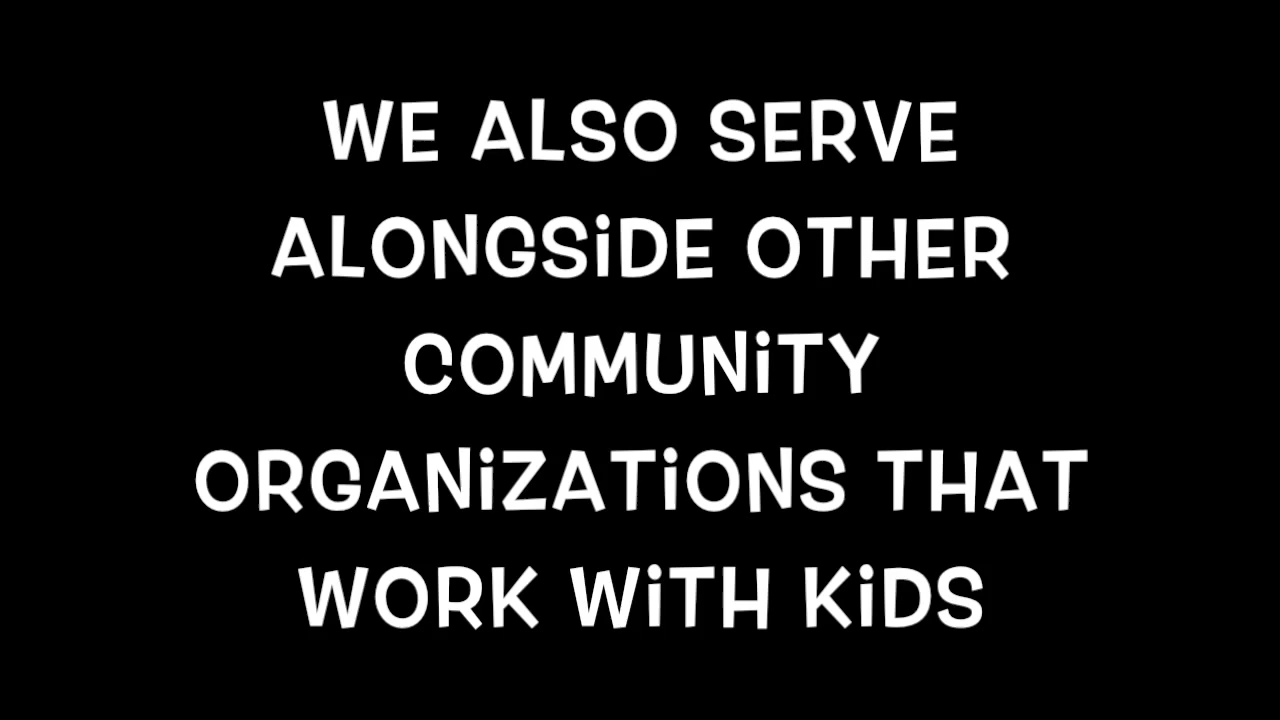 WE ALSO SERVE
ALONGSiDE OTHER
COMMUNiTY
ORGANiZATiONS THAT
WORK WiTH KiDS